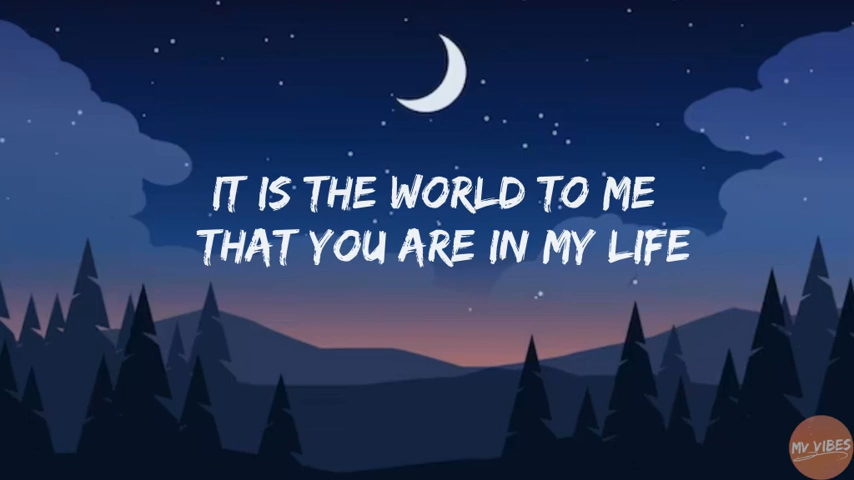 IT IS THE WORLD TO ME
THAT YOU ARE IN MY LIFE
MV VIBES